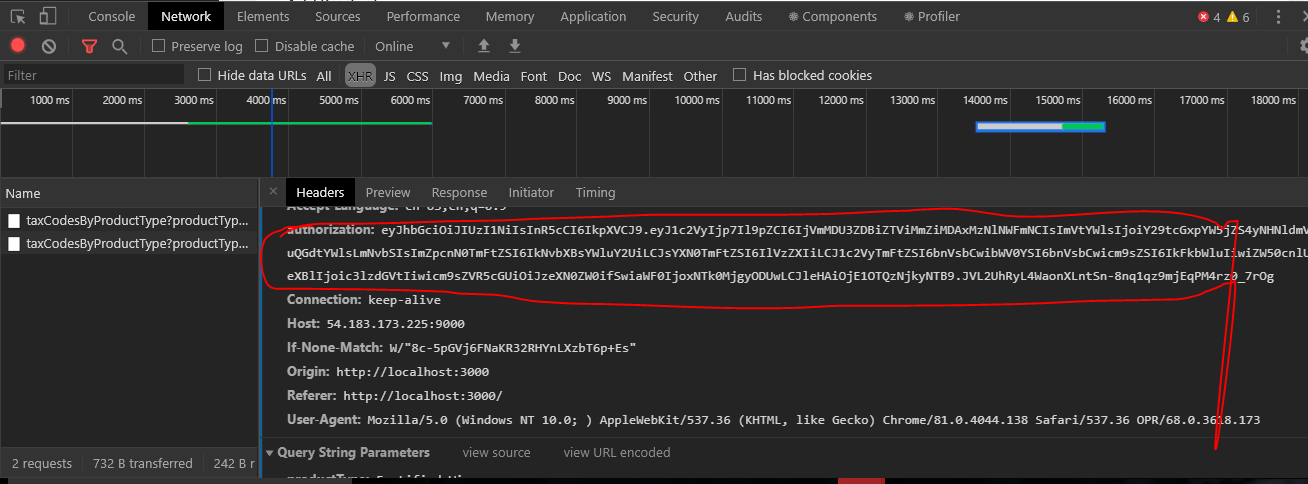 Console Network Elements Sources Performance Memory Application Security Audits Components Profiler 4 6
Preserve log Disable cache Online
Filter Hide data URLs All XHR JS CSS Img Media Font Doc WS Manifest Other Has blocked cookies
1000 ms 2000 ms 3000 ms 4000 ms 5000 ms 6000 ms 7000 ms 8000 ms 9000 ms 10000 ms 11000 ms 12000 ms 13000 ms 14000 ms 15000 ms 16000 ms 17000 ms 18000 ms
Name
taxCodesByProductType?productTyp...
taxCodesByProductType?productTyp...
2 requests 732 B transferred 242 B r
× Headers Preview Response Initiator Timing
Accept-Language:
authorization:
Connection: keep-alive
Host: 54.183.173.225:9000
If-None-Match: W/"8c-5pGVj6FNaKR32RHYnLXzbT6p+Es"
Origin: http://localhost:3000
Referer: http://localhost:3000/
User-Agent: Mozilla/5.0 (Windows NT 10.0; ) AppleWebKit/537.36 (KHTML, like Gecko) Chrome/81.0.4044.138 Safari/537.36 OPR/68.0.3618.173
Query String Parameters view source view URL encoded